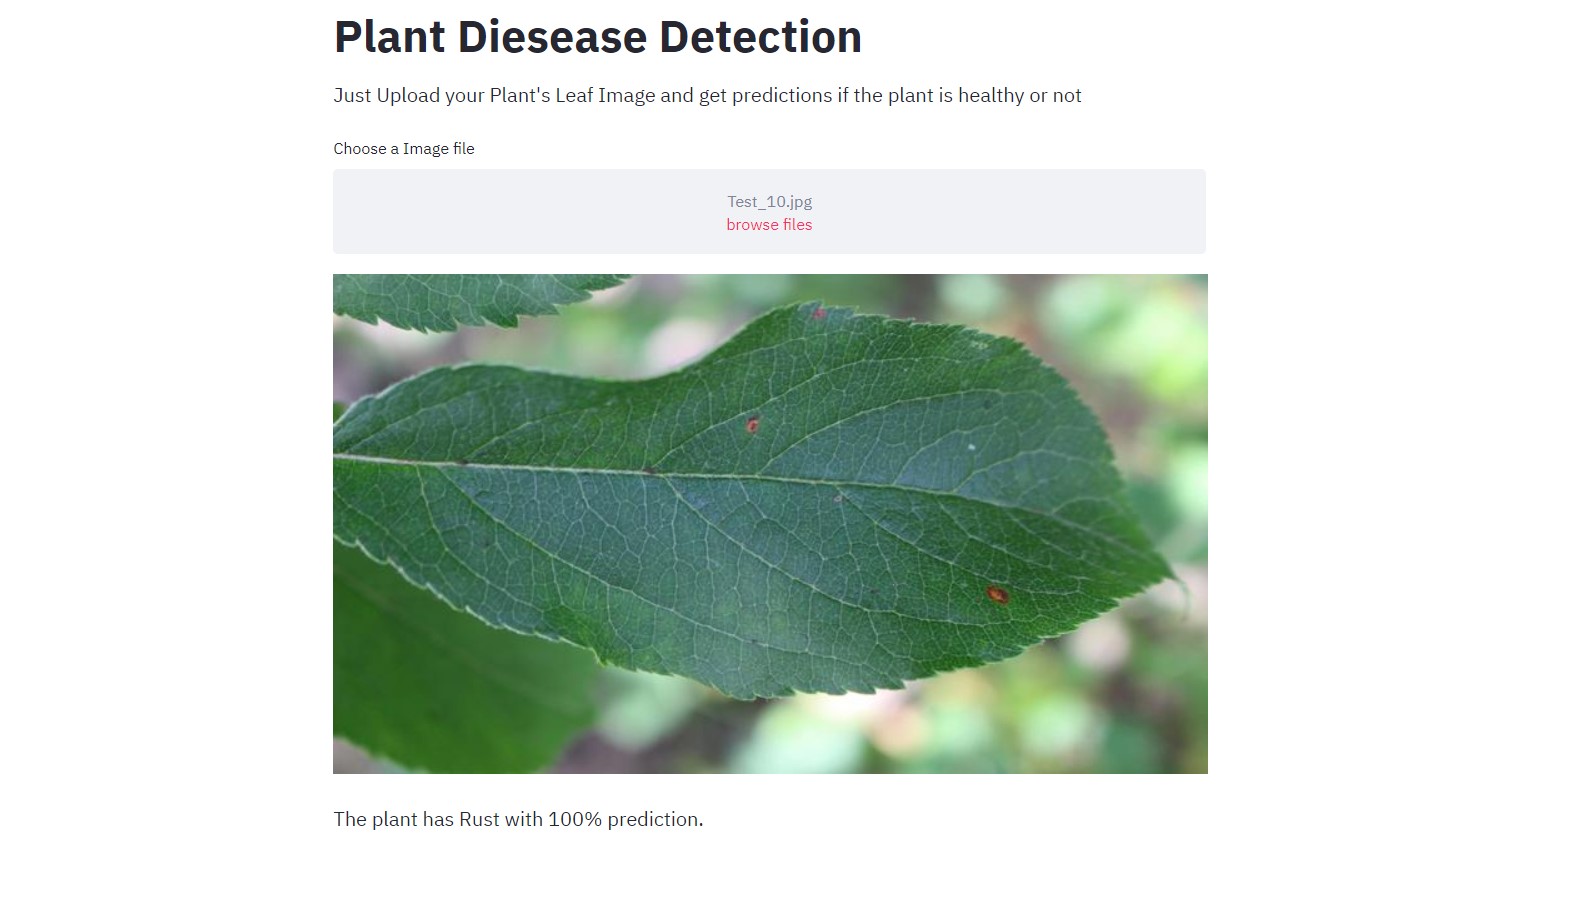 Plant Diesease Detection
Just Upload your Plant's Leaf Image and get predictions if the plant is healthy or not
Choose a Image file
Test_10.jpg
browse files
The plant has Rust with 100% prediction.